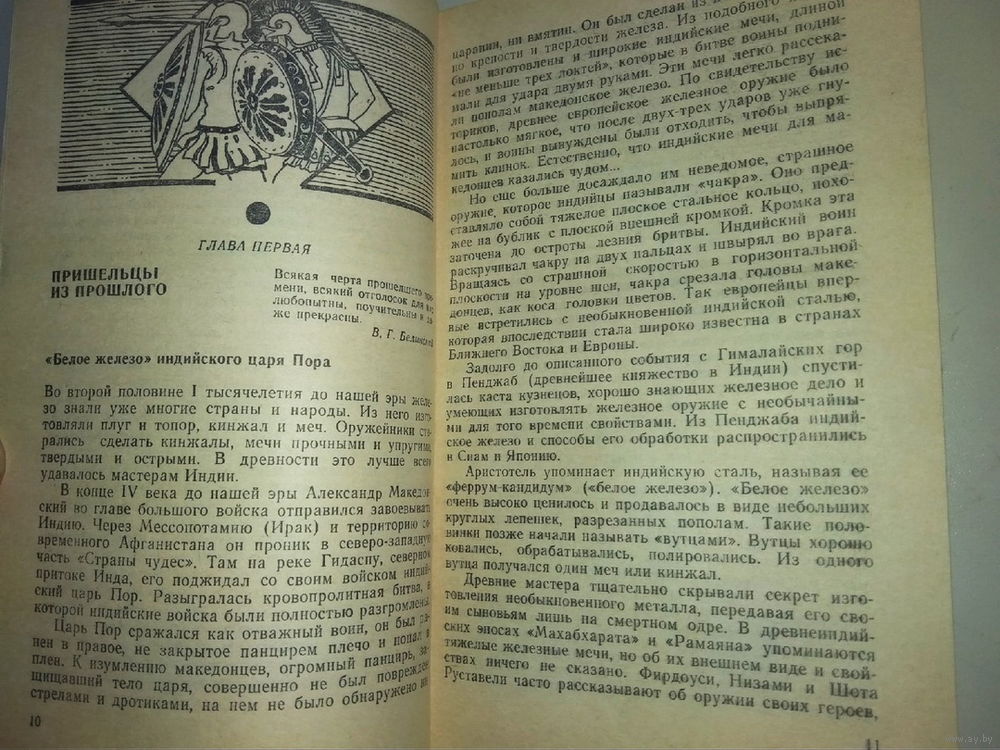 ГЛАВА ПЕРВАЯ
ПРИШЕЛЬЦЫ
ИЗ ПРОШЛОГО
Всякая черта прошедшего
мени, всякий отголосок
любопытны, поучительны и
же прекрасны.
В. Г. Белинский
«Белое железо» индийского царя Пора
Во второй половине I тысячелетия до нашей эры желе-
зо знали уже многие страны и народы. Из него изго-
товляли плуг и топор, кинжал и меч. Оружейники ста-
рались сделать кинжалы, мечи прочными и упругими,
твердыми и острыми. В древности это лучше всего
удавалось мастерам Индии.
В конце IV века до нашей эры Александр Македон-
ский во главе большого войска отправился завоевывать
Индию. Через Мессопотамию (Ирак) и территорию со-
временного Афганистана он проник в северо-западную
часть «Страны чудес». Там на реке Гидаспу, северном
притоке Инда, его поджидал со своим войском индий-
ский царь Пор. Разыгралась кровопролитная битва, в
которой индийские войска были полностью разгромлены.
Царь Пор сражался как отважный воин, он был ра-
нен в правое, не закрытое панцирем плечо и попал в
плен. К изумлению македонцев, огромный панцирь, за-
щищавший тело царя, совершенно не был поврежден
стрелами и дротиками, на нем не было обнаружено ни
10
царапин, ни вмятин. Он был сделан из
по крепости и твердости железа. Из подобного
были изготовлены и широкие индийские мечи, длиной
«не меньше трех локтей», которые в битве воины подни-
мали для удара двумя руками. Эти мечи легко рассека-
ли пополам македонское железо. По свидетельству ис-
ториков, древнее европейское железное оружие было
настолько мягкое, что после двух-трех ударов уже гну-
лось, и воины вынуждены были отходить, чтобы выпря-
мить клинок. Естественно, что индийские мечи для ма-
кедонцев казались чудом...
Но еще больше досаждало им неведомое, страшное
оружие, которое индийцы называли «чакра». Оно пред-
ставляло собой тяжелое плоское стальное кольцо, похо-
жее на бублик с плоской внешней кромкой. Кромка эта
заточена до остроты лезвия бритвы. Индийский воин
раскручивал чакру на двух пальцах и швырял во врага.
Вращаясь со страшной скоростью в горизонтальной
плоскости на уровне шеи, чакра срезала головы маке-
донцев, как коса головки цветов. Так европейцы впер-
вые встретились с необыкновенной индийской сталью,
которая впоследствии стала широко известна в странах
Ближнего Востока и Европы.
Задолго до описанного события с Гималайских гор
в Пенджаб (древнейшее княжество в Индии) спусти-
лась каста кузнецов, хорошо знающих железное дело и
умеющих изготовлять железное оружие с необычайны-
ми для того времени свойствами. Из Пенджаба индий-
ское железо и способы его обработки распространились
в Сиам и Японию.
Аристотель упоминает индийскую сталь, называя ее
«феррум-кандидум» («белое железо»). «Белое железо»
очень высоко ценилось и продавалось в виде небольших
круглых лепешек, разрезанных пополам. Такие поло-
винки позже начали называть «вутцами». Вутцы хорошо
ковались, обрабатывались, полировались. Из одного
вутца получался один меч или кинжал.
Древние мастера тщательно скрывали секрет изго-
товления необыкновенного металла, передавая его сво-
им сыновьям лишь на смертном одре. В древнеиндий-
ских эпосах «Махабхарата» и «Рамаяна» упоминаются
тяжелые железные мечи, но об их внешнем виде и свой-
ствах ничего не сказано. Фирдоуси, Низами и Шота
Руставели часто рассказывают об оружии своих героев,
11
www.ay.by